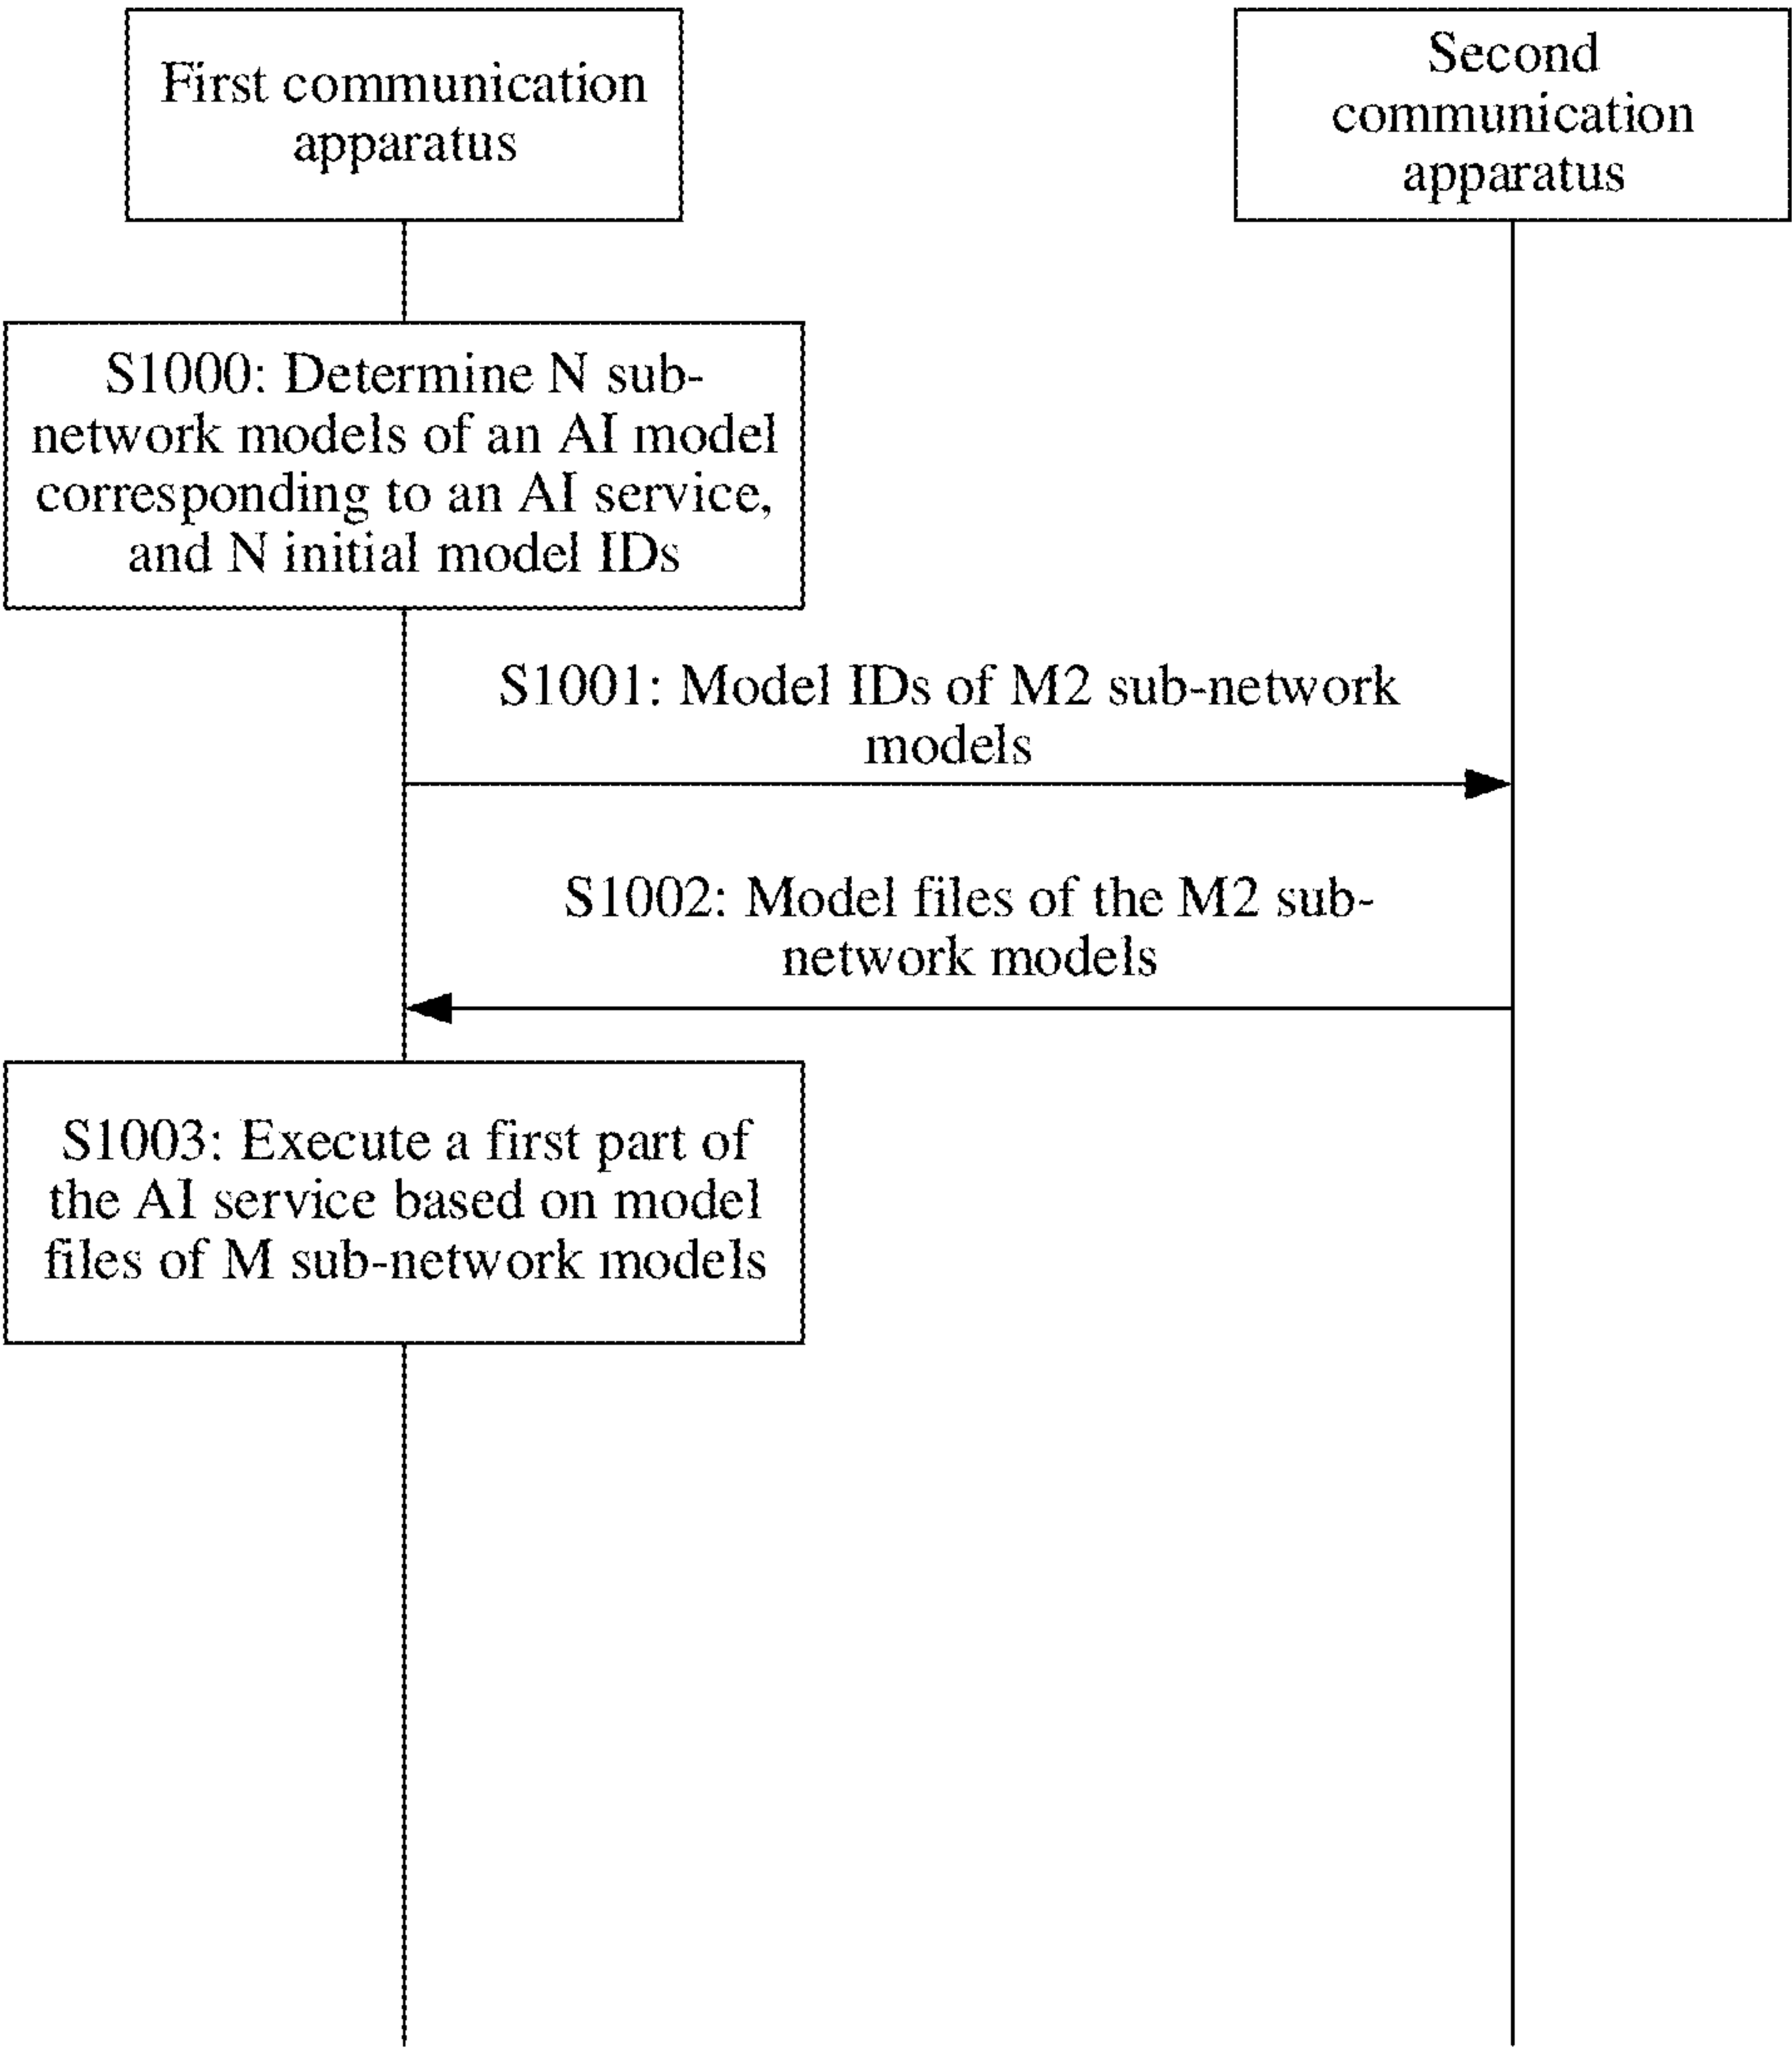 First communication
apparatus
Second
communication
apparatus
S1000: Determine N sub-
network models of an AI model
corresponding to an AI service,
and N initial model IDs
S1001: Model IDs of M2 sub-network
models
S1002: Model files of the M2 sub-
network models
S1003: Execute a first part of
the AI service based on model
files of M sub-network models